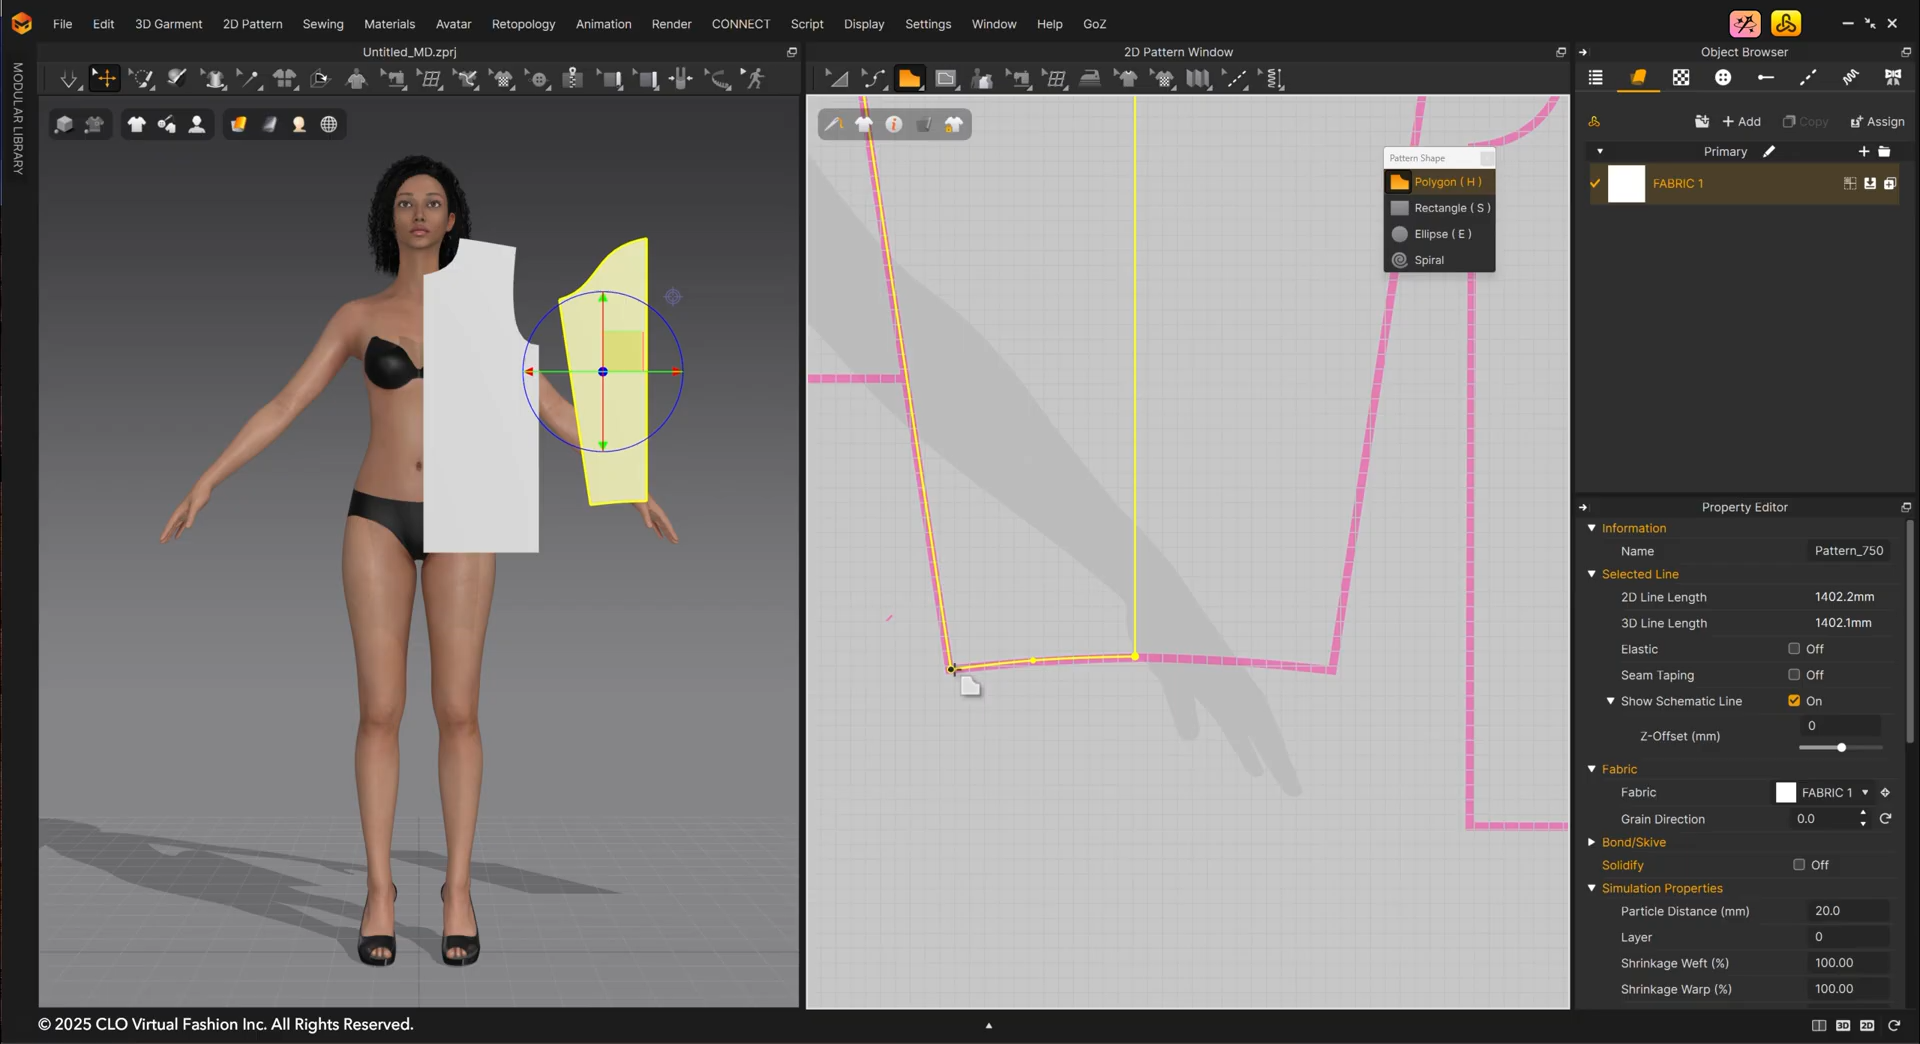 File Edit 3D Garment 2D Pattern Sewing Materials Avatar Retopology Animation Render CONNECT Script Display Settings Window Help GoZ
Untitled_MD.zprj
2D Pattern Window
Object Browser
MODULAR LIBRARY
+ Add
Copy
Assign
Primary
FABRIC 1
Pattern Shape
Polygon ( H )
Rectangle ( S )
Ellipse ( E )
Spiral
Property Editor
Information
Name Pattern_750
Selected Line
2D Line Length 1402.2mm
3D Line Length 1402.1mm
Elastic Off
Seam Taping Off
Show Schematic Line On
0
Z-Offset (mm)
Fabric
Fabric FABRIC 1
Grain Direction 0.0
Bond/Skive
Solidify Off
Simulation Properties
Particle Distance (mm) 20.0
Layer 0
Shrinkage Weft (%) 100.00
Shrinkage Warp (%) 100.00
© 2025 CLO Virtual Fashion Inc. All Rights Reserved.
3D 2D